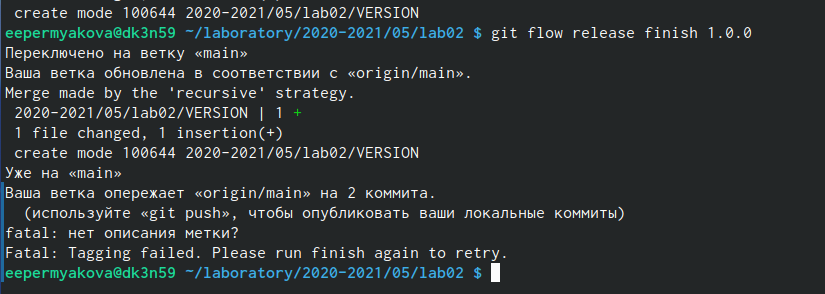 create mode 100644 2020-2021/05/lab02/VERSION
eepermyakova@dk3n59 ~/laboratory/2020-2021/05/lab02 $ git flow release finish 1.0.0
Переключено на ветку «main»
Ваша ветка обновлена в соответствии с «origin/main».
Merge made by the 'recursive' strategy.
2020-2021/05/lab02/VERSION | 1 +
1 file changed, 1 insertion(+)
create mode 100644 2020-2021/05/lab02/VERSION
Уже на «main»
Ваша ветка опережает «origin/main» на 2 коммита.
(используйте «git push», чтобы опубликовать ваши локальные коммиты)
fatal: нет описания метки?
Fatal: Tagging failed. Please run finish again to retry.
eepermyakova@dk3n59 ~/laboratory/2020-2021/05/lab02 $